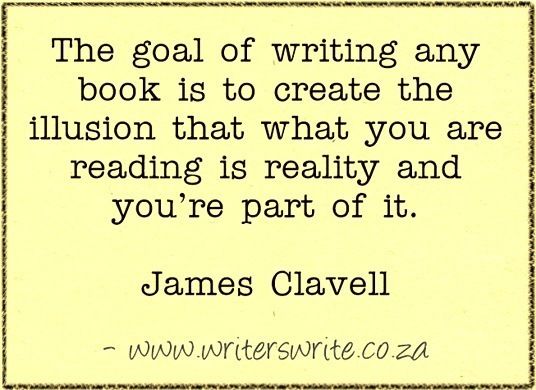 The goal of writing any
book is to create the
illusion that what you are
reading is reality and
you're part of it.
James Clavell
- www.writerswrite.co.za